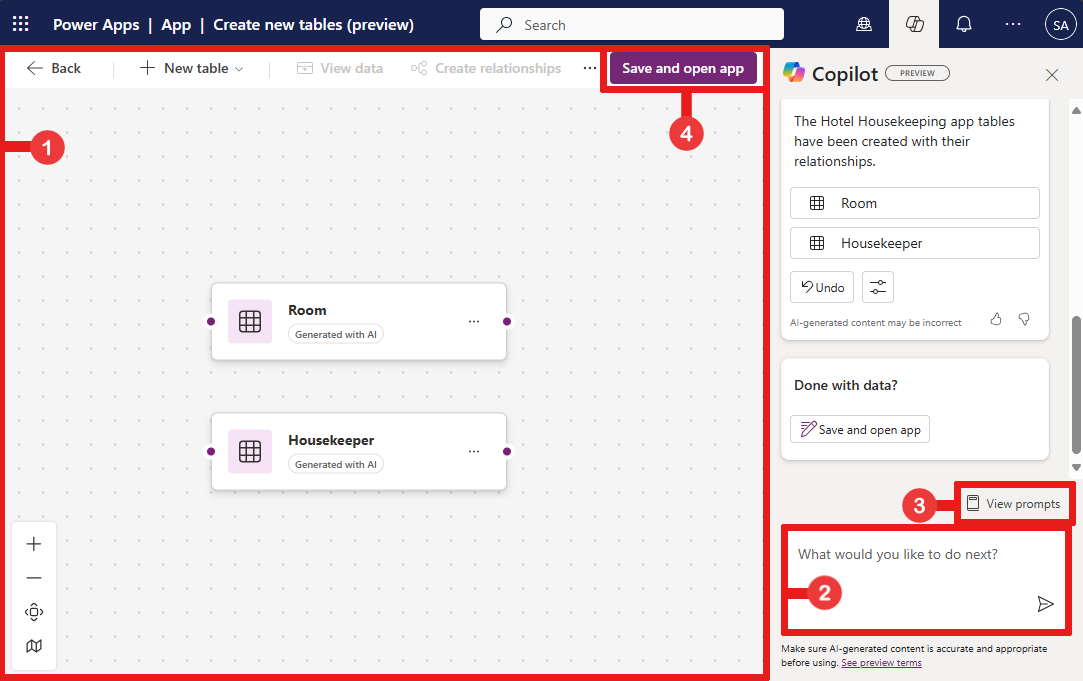 Power Apps | App | Create new tables (preview)
Search
SA
Back
New table
View data
Create relationships
Save and open app
1
4
Room
Generated with AI
Housekeeper
Generated with AI
Copilot
PREVIEW
The Hotel Housekeeping app tables
have been created with their
relationships.
Room
Housekeeper
Undo
AI-generated content may be incorrect
Done with data?
Save and open app
3
View prompts
What would you like to do next?
2
Make sure AI-generated content is accurate and appropriate
before using. See preview terms